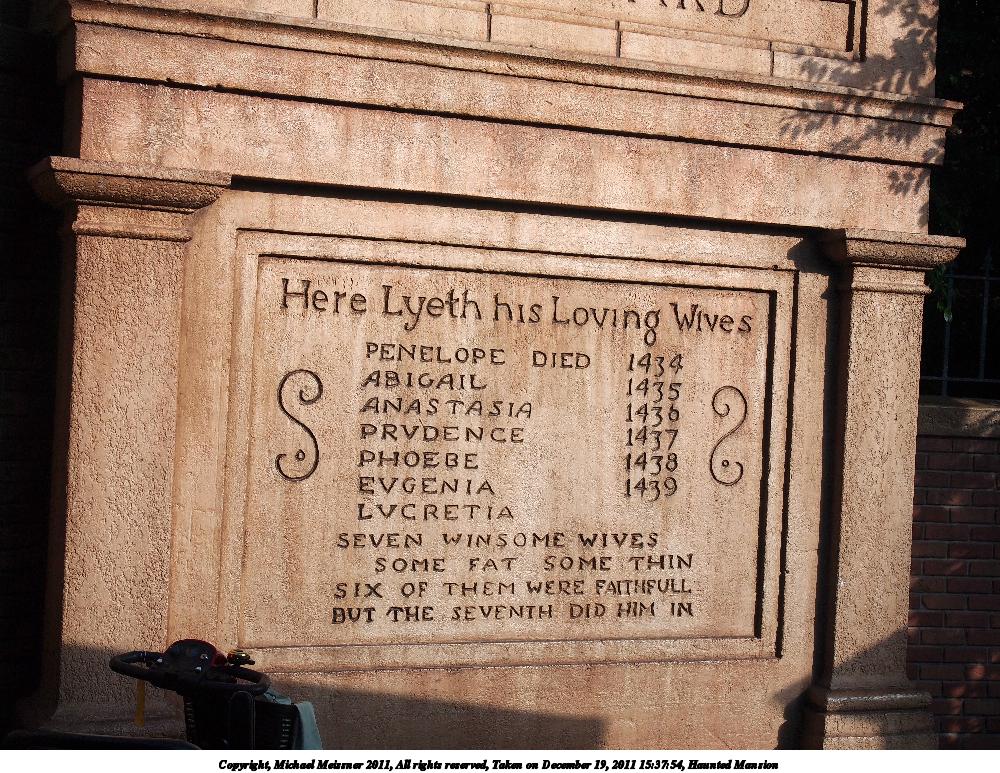 Here Lyeth his Loving Wives
PENELOPE DIED 1434
ABIGAIL 1435
ANASTASIA 1436
PRVDENCE 1437
PHOEBE 1438
EVGENIA 1439
LVCRETIA
SEVEN WINSOME WIVES
SOME FAT SOME THIN
SIX OF THEM WERE FAITHFULL
BUT THE SEVENTH DID HIM IN
Copyright, Michael Meissner 2011, All rights reserved, Taken on December 19, 2011 15:37:54, Haunted Mansion